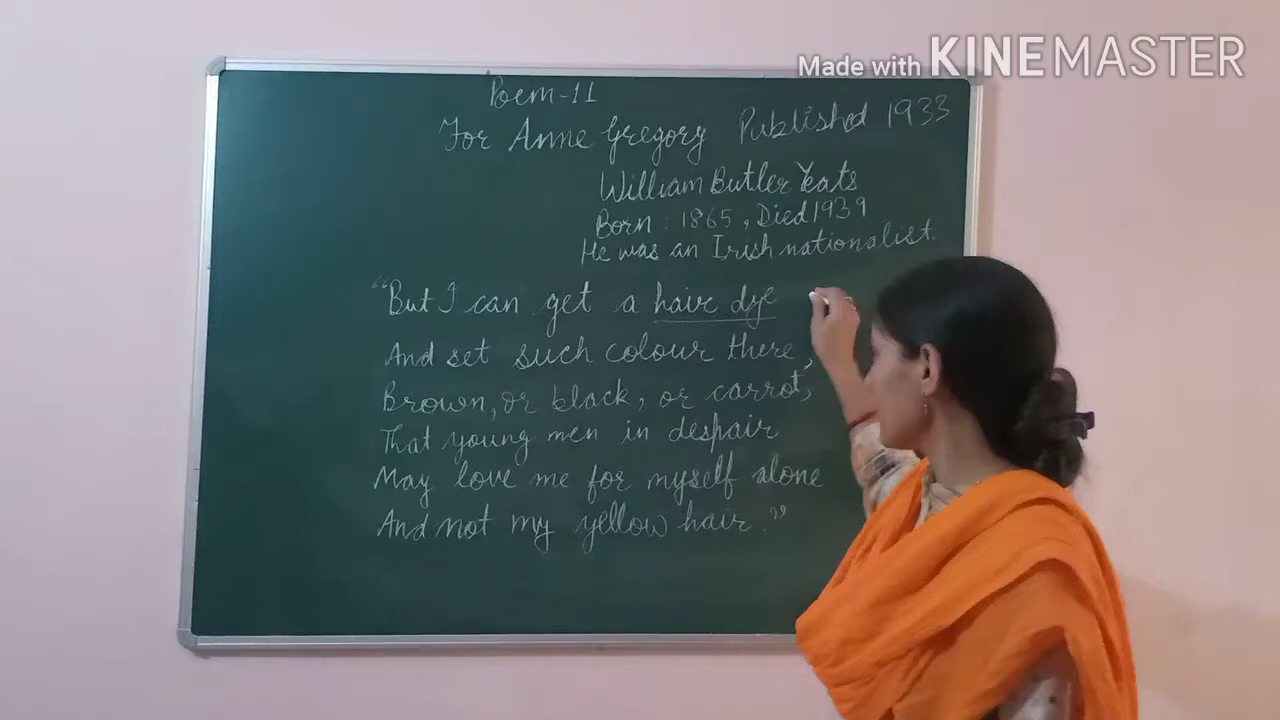 Made with KINEMASTER
Poem-11
For Anne Gregory Published 1933
William Butler Yeats
Born : 1865, Died 1939
He was an Irish nationalist.
"But I can get a hair dye
And set such colour there,
Brown, or black, or carrot,
That young men in despair
May love me for myself alone
And not my yellow hair."